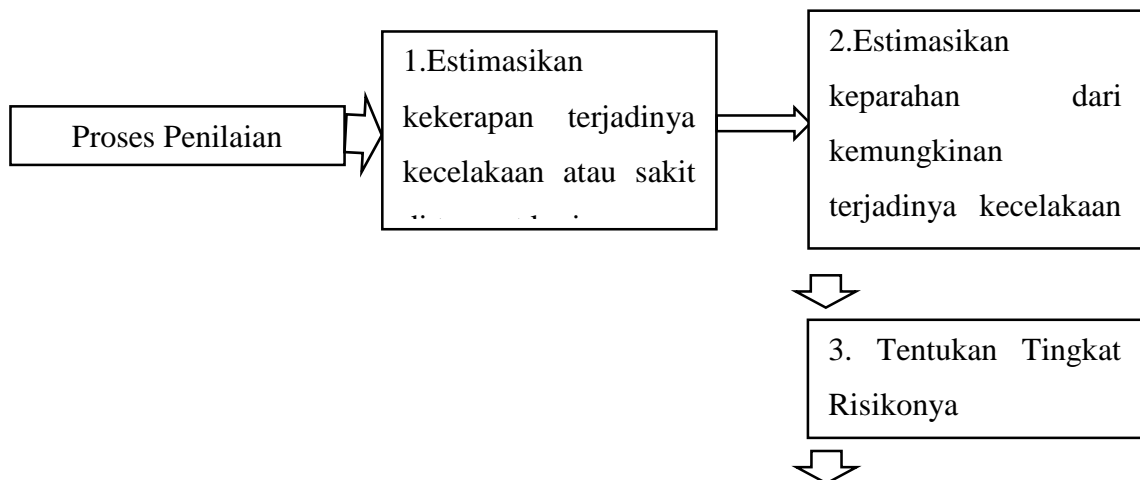 Proses Penilaian
1.Estimasikan
kekerapan terjadinya
kecelakaan atau sakit
2.Estimasikan
keparahan dari
kemungkinan
terjadinya kecelakaan
3. Tentukan Tingkat
Risikonya